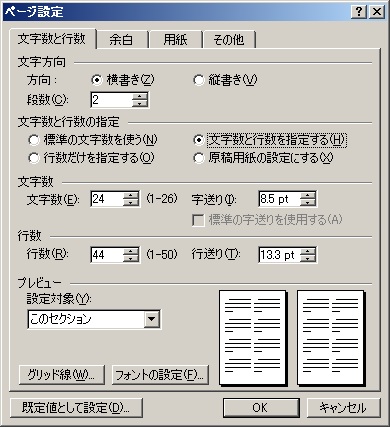 ページ設定
文字数と行数 余白 用紙 その他
文字方向
方向: 横書き(Z) 縦書き(V)
段数(C): 2
文字数と行数の指定
標準の文字数を使う(N) 文字数と行数を指定する(H)
行数だけを指定する(O) 原稿用紙の設定にする(X)
文字数
文字数(E): 24 (1-26) 字送り(I): 8.5 pt
標準の字送りを使用する(A)
行数
行数(R): 44 (1-50) 行送り(T): 13.3 pt
プレビュー
設定対象(Y):
このセクション
グリッド線(W)... フォントの設定(F)...
既定値として設定(D)... OK キャンセル